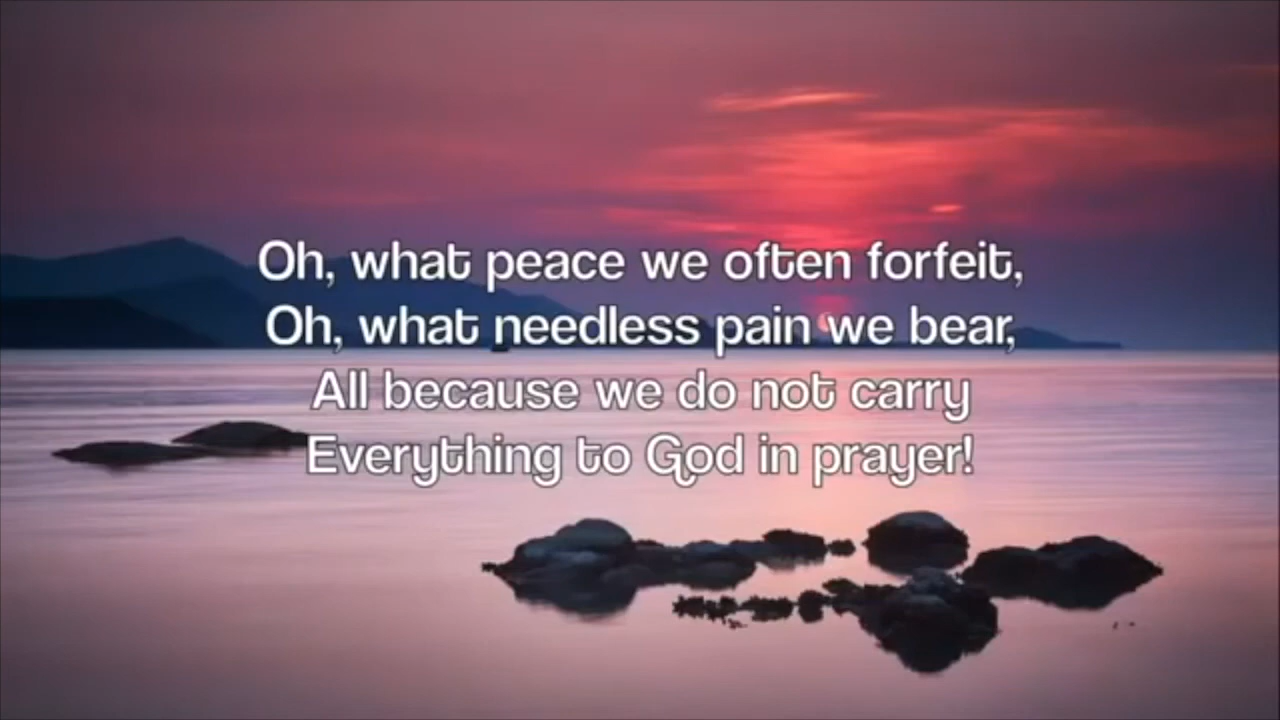 Oh, what peace we often forfeit,
Oh, what needless pain we bear,
All because we do not carry
Everything to God in prayer!